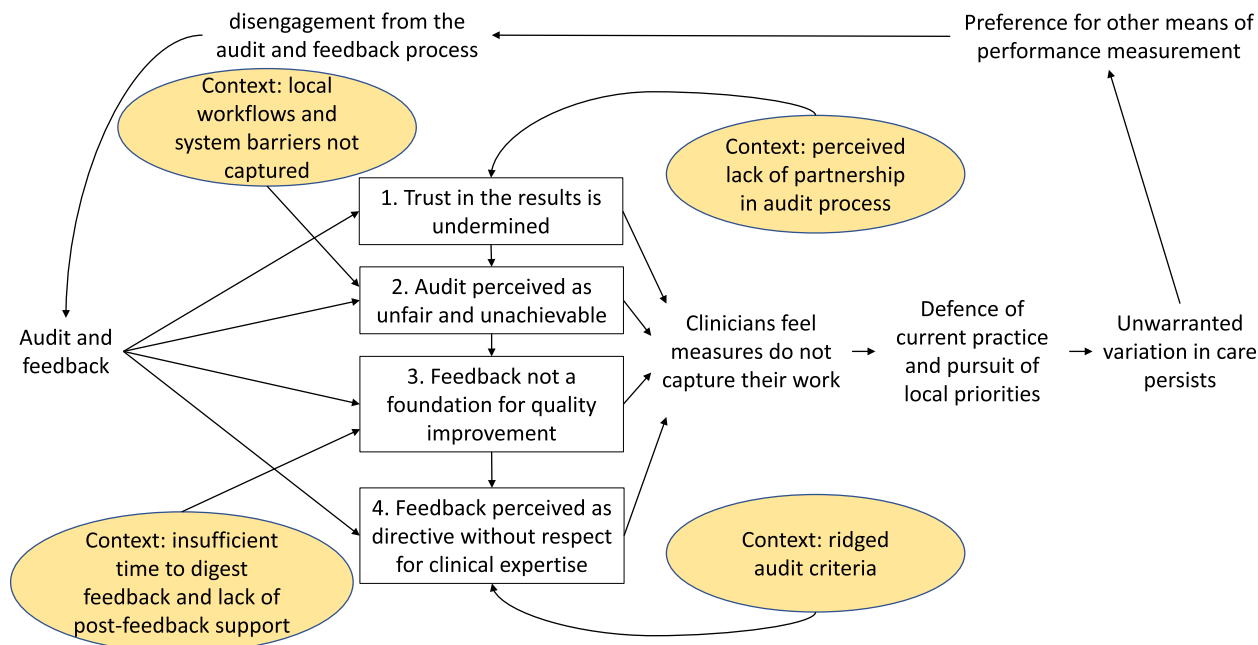 disengagement from the
audit and feedback process
Preference for other means of
performance measurement
Context: local
workflows and
system barriers not
captured
Context: perceived
lack of partnership
in audit process
1. Trust in the results is
undermined
2. Audit perceived as
unfair and unachievable
Audit and
feedback
Clinicians feel
measures do not
capture their work
Defence of
current practice
and pursuit of
local priorities
Unwarranted
variation in care
persists
3. Feedback not a
foundation for quality
improvement
4. Feedback perceived as
directive without respect
for clinical expertise
Context: insufficient
time to digest
feedback and lack of
post-feedback support
Context: ridged
audit criteria